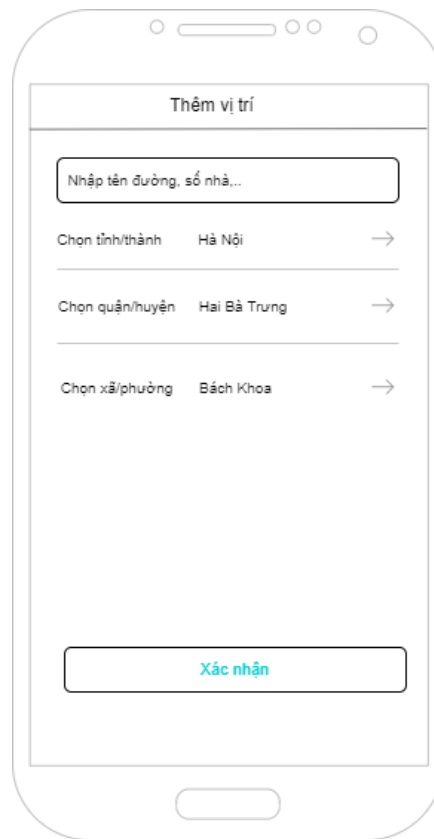 Thêm vị trí
Nhập tên đường, số nhà,..
Chọn tỉnh/thành Hà Nội
Chọn quận/huyện Hai Bà Trưng
Chọn xã/phường Bách Khoa
Xác nhận